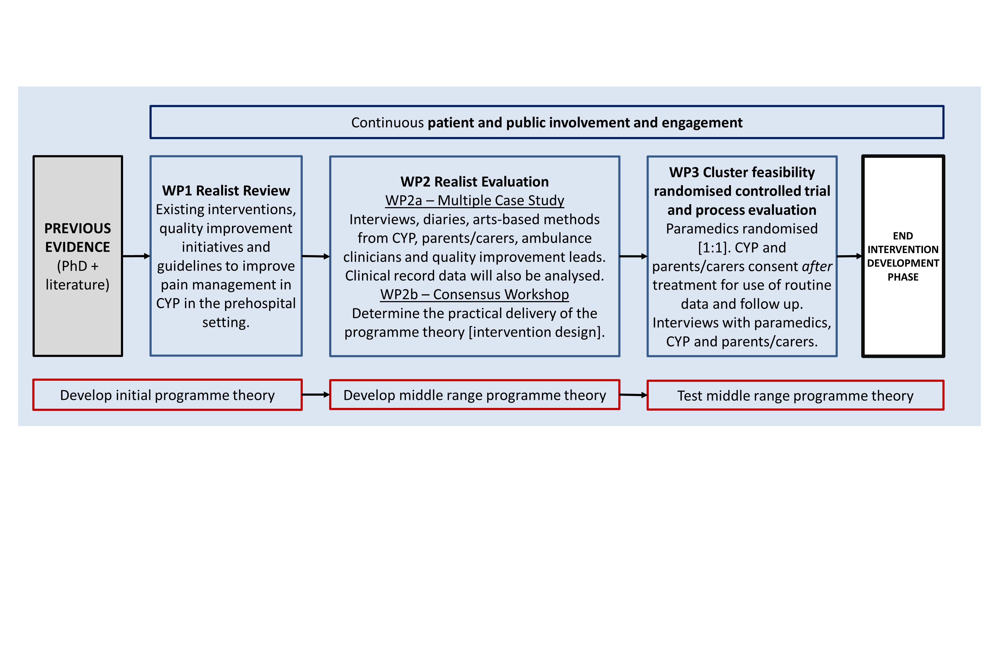 Continuous patient and public involvement and engagement
PREVIOUS
EVIDENCE
(PhD +
literature)
WP1 Realist Review
Existing interventions,
quality improvement
initiatives and
guidelines to improve
pain management in
CYP in the prehospital
setting.
WP2 Realist Evaluation
WP2a – Multiple Case Study
Interviews, diaries, arts-based methods
from CYP, parents/carers, ambulance
clinicians and quality improvement leads.
Clinical record data will also be analysed.
WP2b – Consensus Workshop
Determine the practical delivery of the
programme theory [intervention design].
WP3 Cluster feasibility
randomised controlled trial
and process evaluation
Paramedics randomised
[1:1]. CYP and
parents/carers consent after
treatment for use of routine
data and follow up.
Interviews with paramedics,
CYP and parents/carers.
END
INTERVENTION
DEVELOPMENT
PHASE
Develop initial programme theory
Develop middle range programme theory
Test middle range programme theory